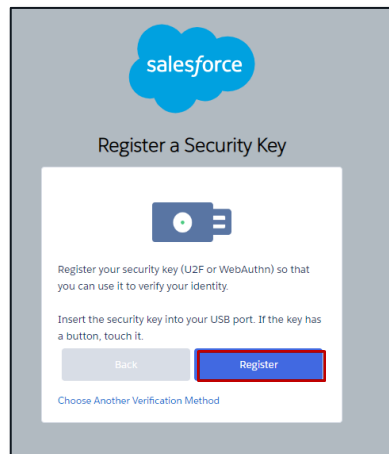 salesforce
Register a Security Key
Register your security key (U2F or WebAuthn) so that
you can use it to verify your identity.
Insert the security key into your USB port. If the key has
a button, touch it.
Back
Register
Choose Another Verification Method